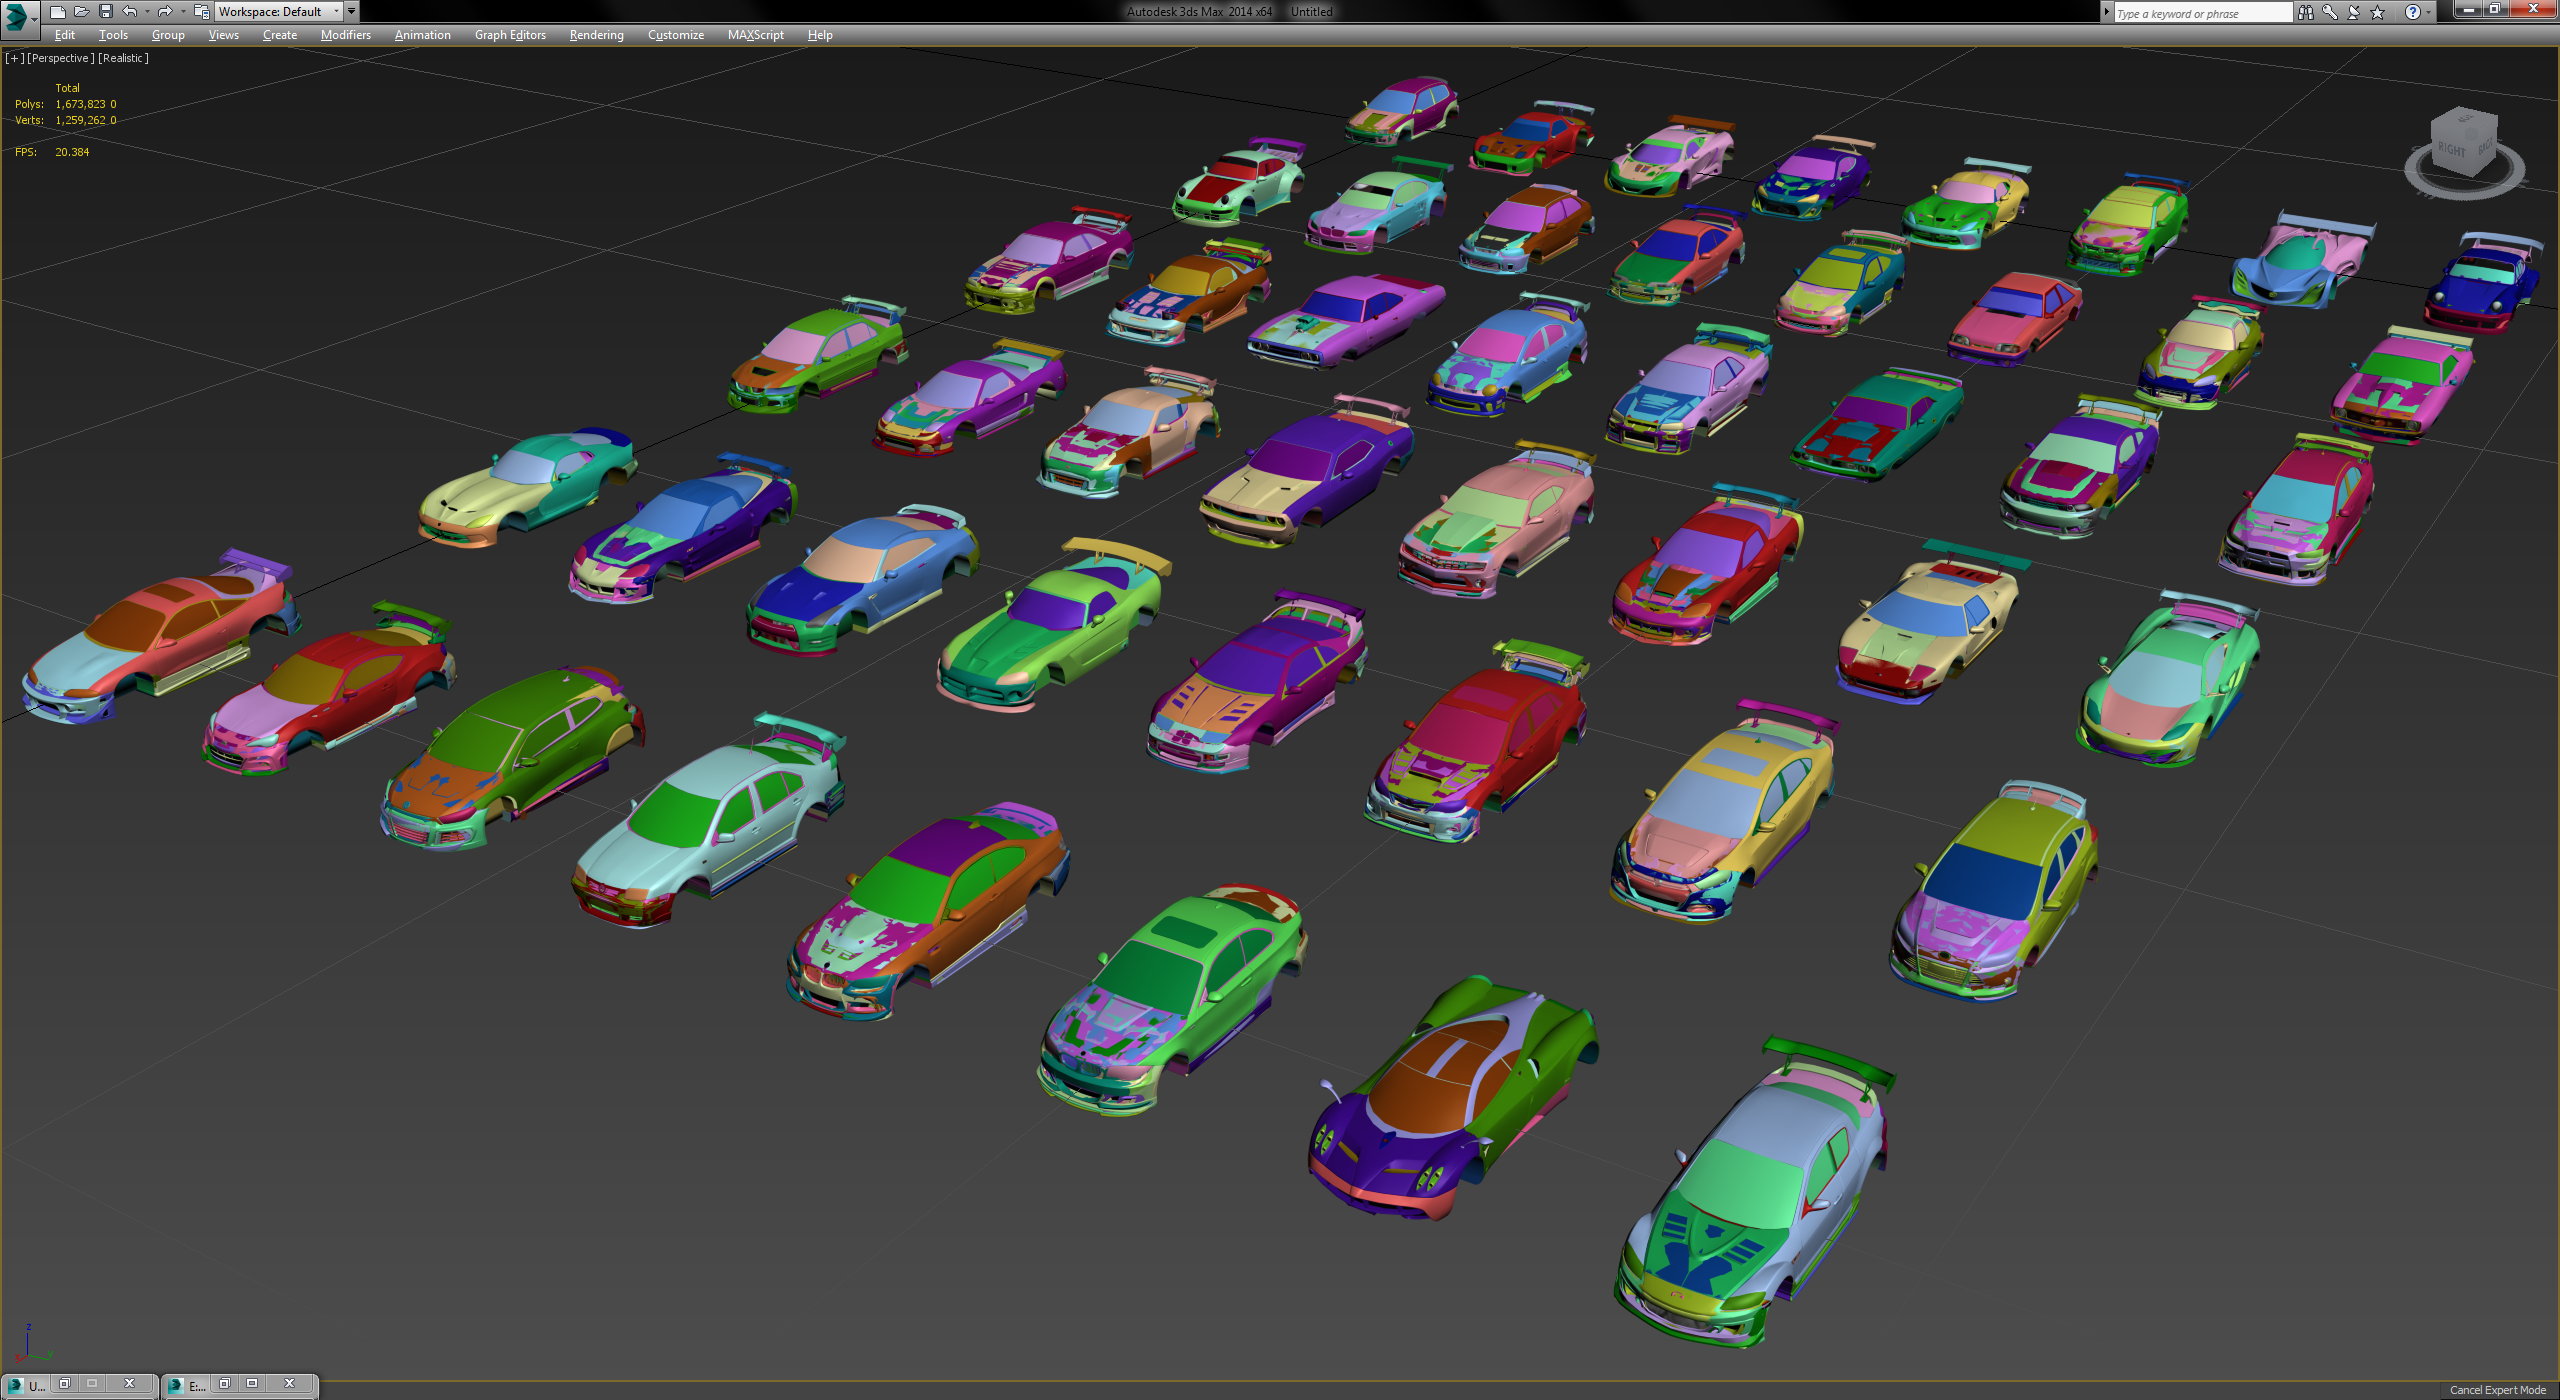 Workspace: Default
Autodesk 3ds Max 2014 x64 Untitled
Type a keyword or phrase
Edit Tools Group Views Create Modifiers Animation Graph Editors Rendering Customize MAXScript Help
[+] [Perspective] [Realistic]
Total
Polys: 1,673,823 0
Verts: 1,259,262 0
FPS: 20.384
RIGHT
z
x y
U... E:...
Cancel Expert Mode